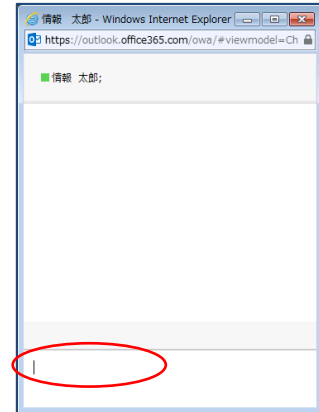 情報 太郎 - Windows Internet Explorer
https://outlook.office365.com/owa/#viewmodel=Ch
情報 太郎;